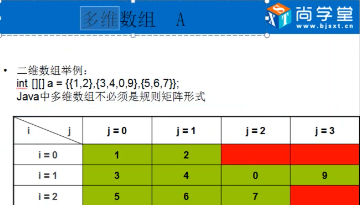 多维数组 A
尚学堂
www.bjsxt.cn
• 二维数组举例：
int [][] a = {{1,2},{3,4,0,9},{5,6,7}};
Java中多维数组不必须是规则矩阵形式
i j j = 0 j = 1 j = 2 j = 3
i = 0 1 2
i = 1 3 4 0 9
i = 2 5 6 7